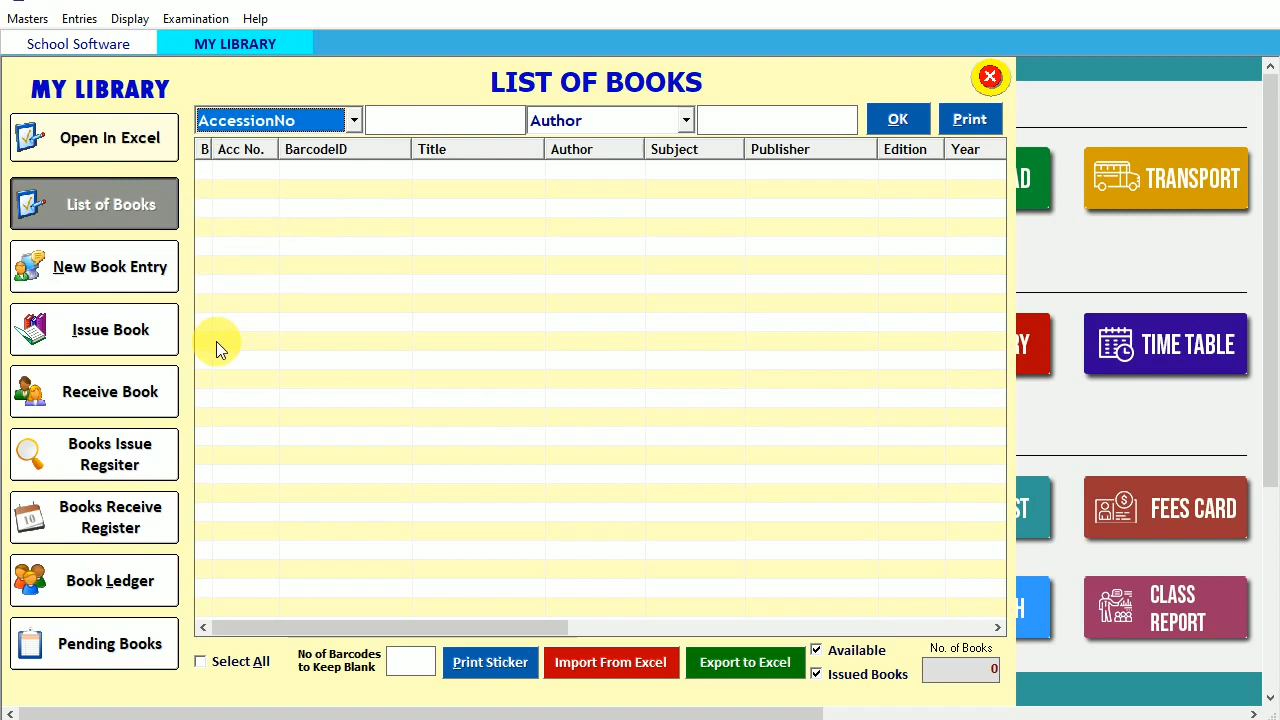 Masters Entries Display Examination Help
School Software MY LIBRARY
MY LIBRARY
LIST OF BOOKS
AccessionNo Author OK Print
Open In Excel
B Acc No. BarcodeID Title Author Subject Publisher Edition Year
List of Books
New Book Entry
Issue Book
Receive Book
Books Issue
Regsiter
Books Receive
Register
10
Book Ledger
Pending Books
Select All
No of Barcodes
to Keep Blank
Print Sticker
Import From Excel
Export to Excel
Available
Issued Books
No. of Books
0
TRANSPORT
TIME TABLE
FEES CARD
CLASS
REPORT